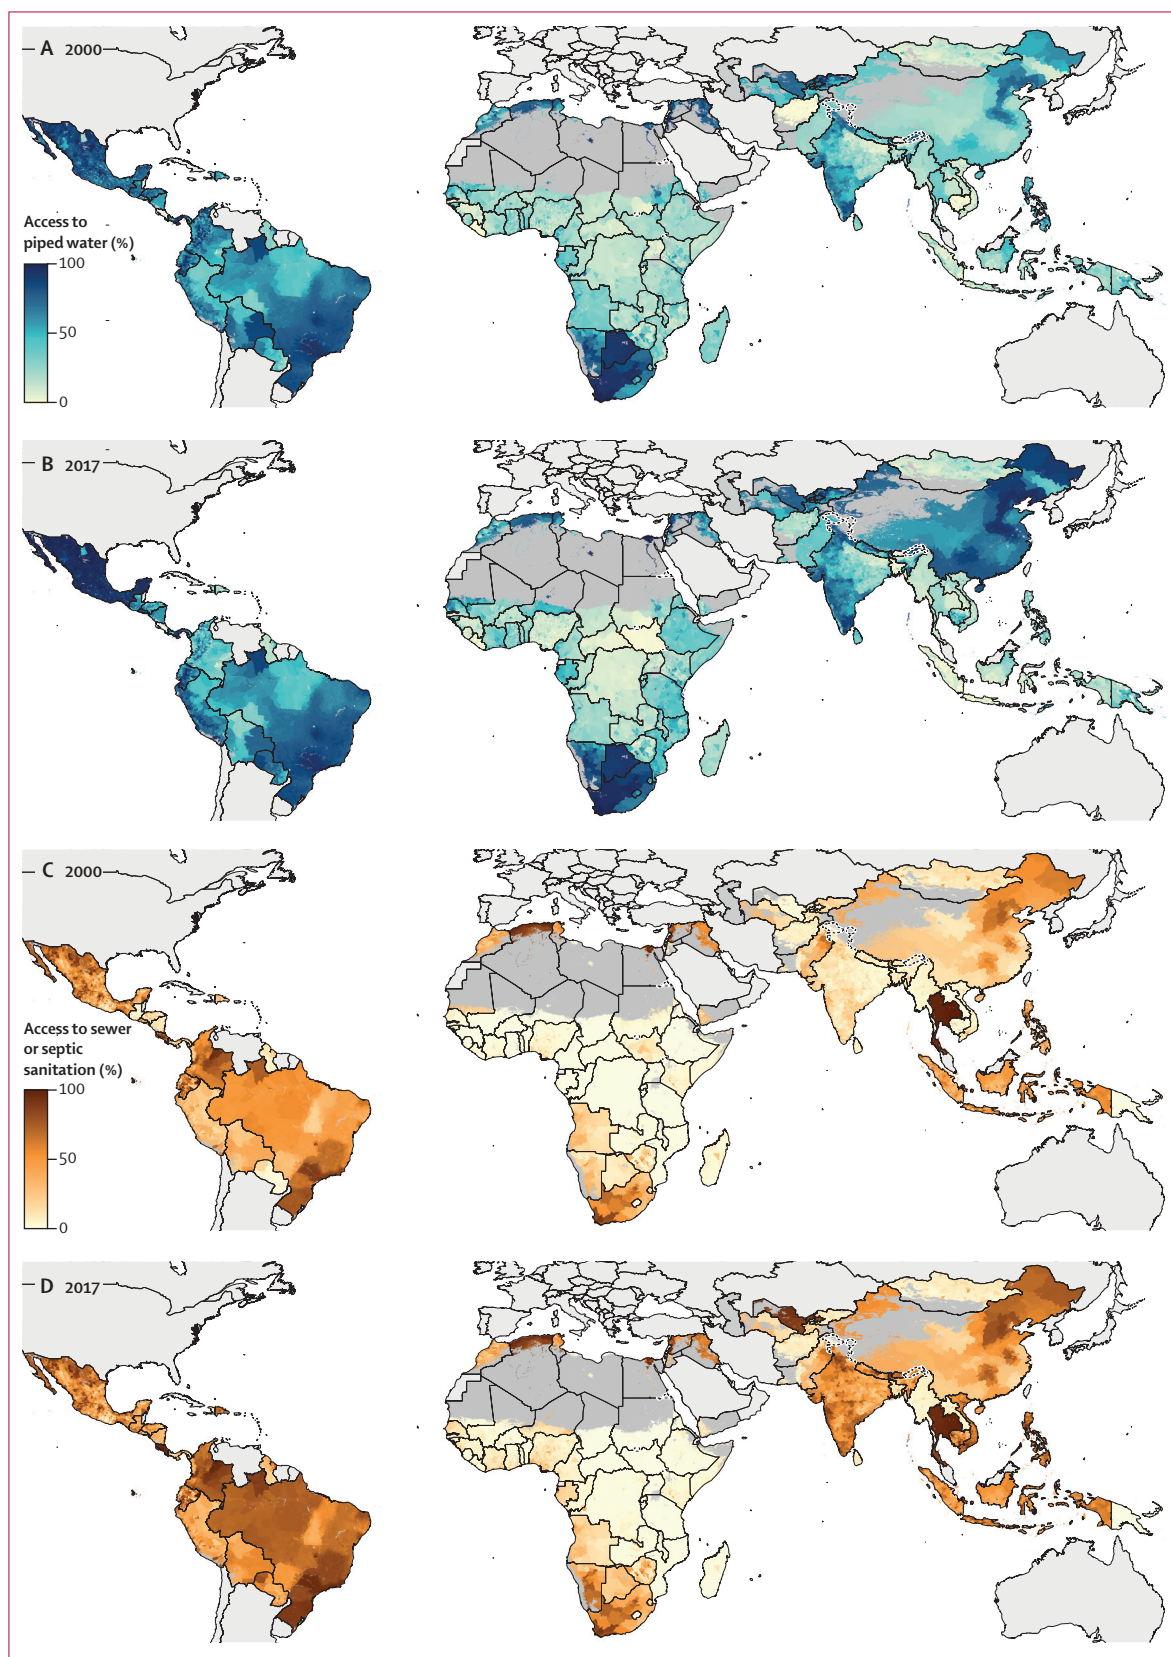 A 2000
Access to
piped water (%)
100
50
0
B 2017
C 2000
Access to sewer
or septic
sanitation (%)
100
50
0
D 2017